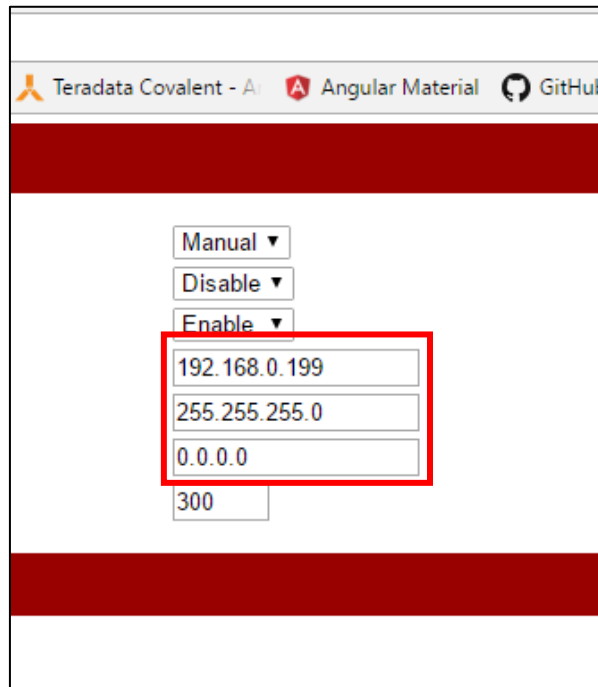 Teradata Covalent - A Angular Material GitHub
Manual
Disable
Enable
192.168.0.199
255.255.255.0
0.0.0.0
300